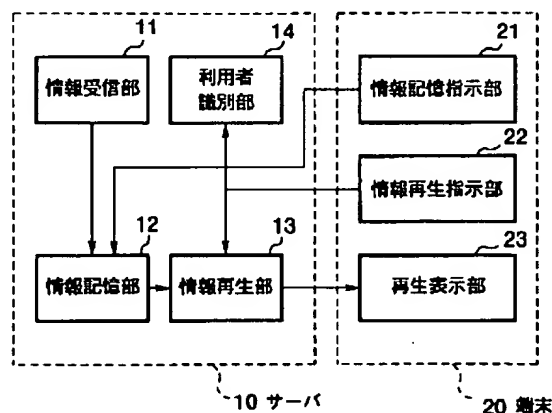 11
情報受信部
14
利用者
識別部
21
情報記憶指示部
22
情報再生指示部
12
情報記憶部
13
情報再生部
23
再生表示部
10 サーバ
20 端末